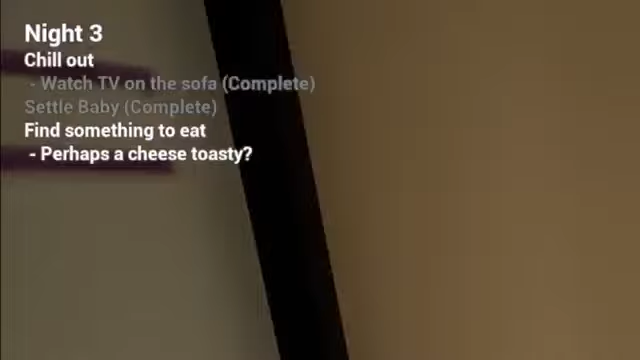 Night 3
Chill out
- Watch TV on the sofa (Complete)
Settle Baby (Complete)
Find something to eat
- Perhaps a cheese toasty?